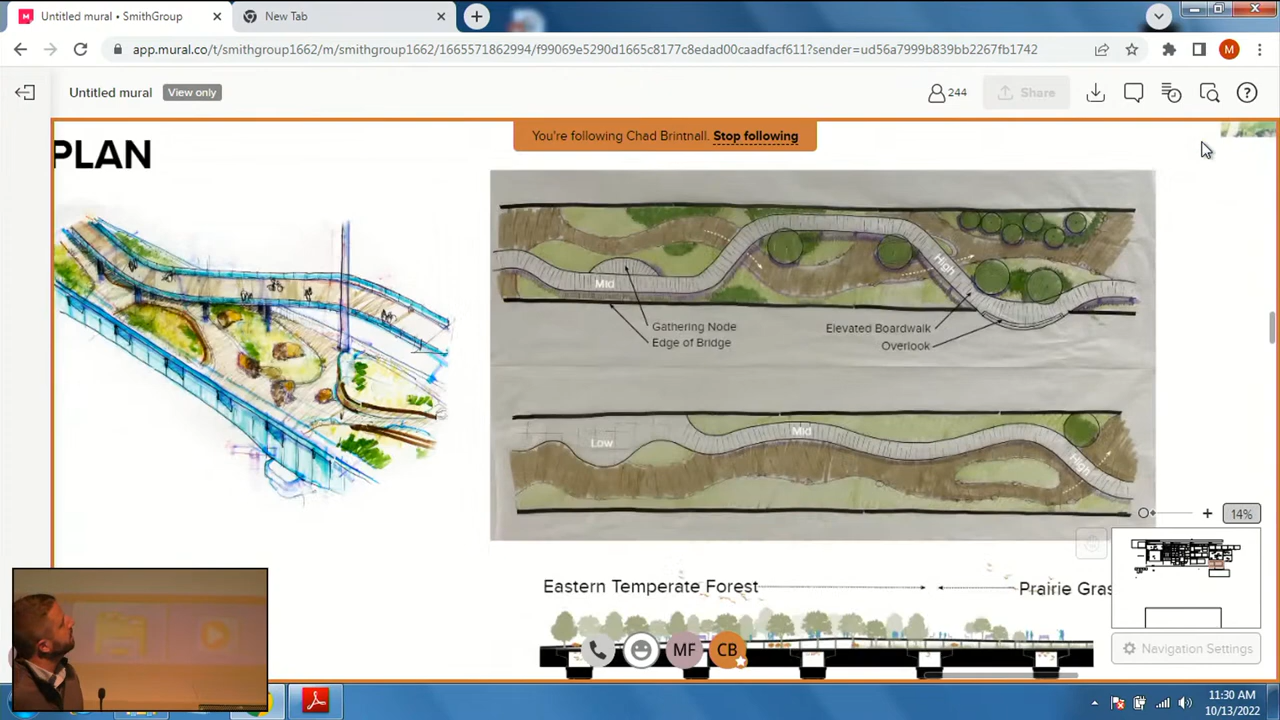 Untitled mural • SmithGroup
New Tab
app.mural.co/t/smithgroup1662/m/smithgroup1662/1665571862994/f99069e5290d1665c8177c8edad00caadfacf611?sender=ud56a7999b839bb2267fb1742
M
Untitled mural
View only
244
Share
You're following Chad Brintnall. Stop following
PLAN
Mid
High
Gathering Node
Edge of Bridge
Elevated Boardwalk
Overlook
Low
Mid
High
14%
Eastern Temperate Forest
Prairie Gras
MF
CB
Navigation Settings
11:30 AM
10/13/2022